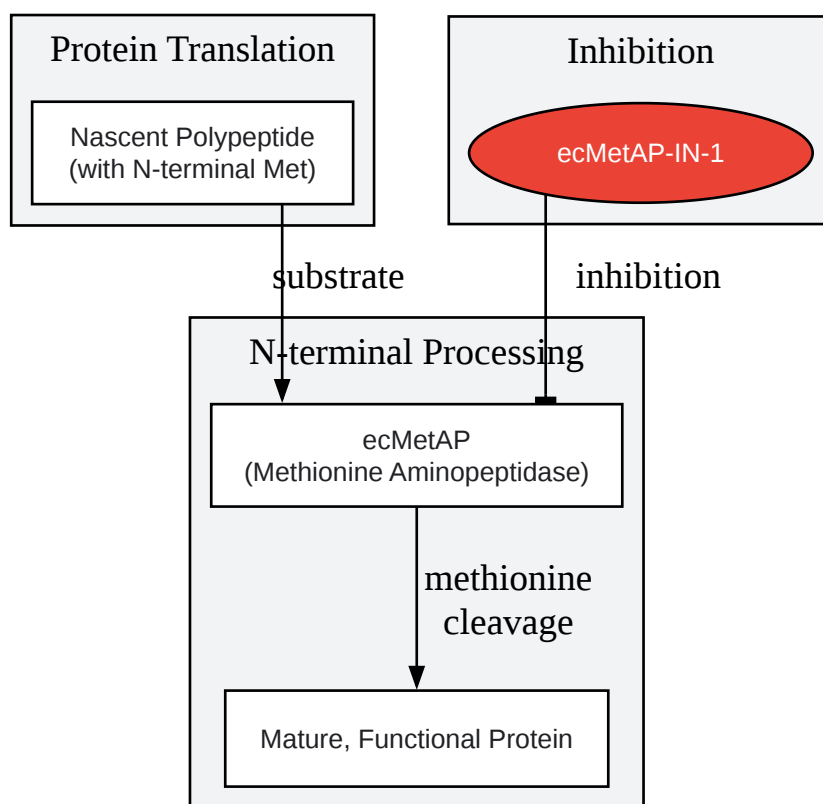 Protein Translation
Nascent Polypeptide
(with N-terminal Met)
Inhibition
ecMetAP-IN-1
substrate
inhibition
N-terminal Processing
ecMetAP
(Methionine Aminopeptidase)
methionine
cleavage
Mature, Functional Protein